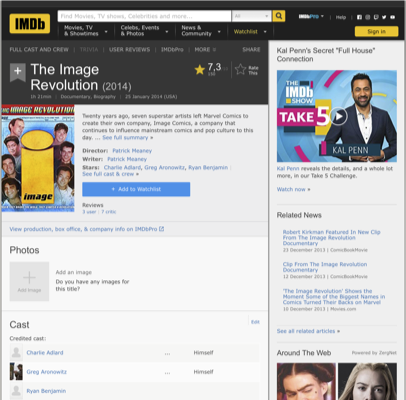 IMDb
Find Movies, TV shows, Celebrities and more...
All
IMDbPro
Help
Movies, TV
& Showtimes
Celebs, Events
& Photos
News &
Community
Watchlist
Sign in
FULL CAST AND CREW
TRIVIA
USER REVIEWS
IMDbPro
MORE
SHARE
The Image
Revolution (2014)
7,3
Rate
This
1h 21min
Documentary, Biography
Twenty years ago, seven superstar artists left Marvel Comics to
create their own company, Image Comics, a company that
continues to influence mainstream comics and pop culture to this
day. ... See full summary »
Director: Patrick Meaney
Writer: Patrick Meaney
Stars: Charlie Adlard, Greg Aronowitz, Ryan Benjamin
See full cast & crew »
+ Add to Watchlist
Reviews
3 user
7 critic
IMAGE REVOLUTION
image
View production, box office, & company info on IMDbPro
Photos
Add Image
Add an image
Do you have any images for
this title?
Cast
Edit
Credited cast:
Charlie Adlard ... Himself
Greg Aronowitz ... Himself
Ryan Benjamin
Kal Penn's Secret "Full House"
Connection
THE
IMDb
SHOW
TAKE 5
KAL PENN
Kal Penn reveals the details, and a whole lot
more, in our Take 5 Challenge.
Watch now »
Related News
Robert Kirkman Featured In New Clip
From The Image Revolution
Documentary
23 December 2013 | ComicBookMovie
Clip From The Image Revolution
Documentary
12 December 2013 | ComicBookMovie
'The Image Revolution' Shows the
Moment Some of the Biggest Names in
Comics Turned Their Backs on Marvel
10 December 2013 | Movies.com
See all related articles »
Around The Web
Powered by ZergNet